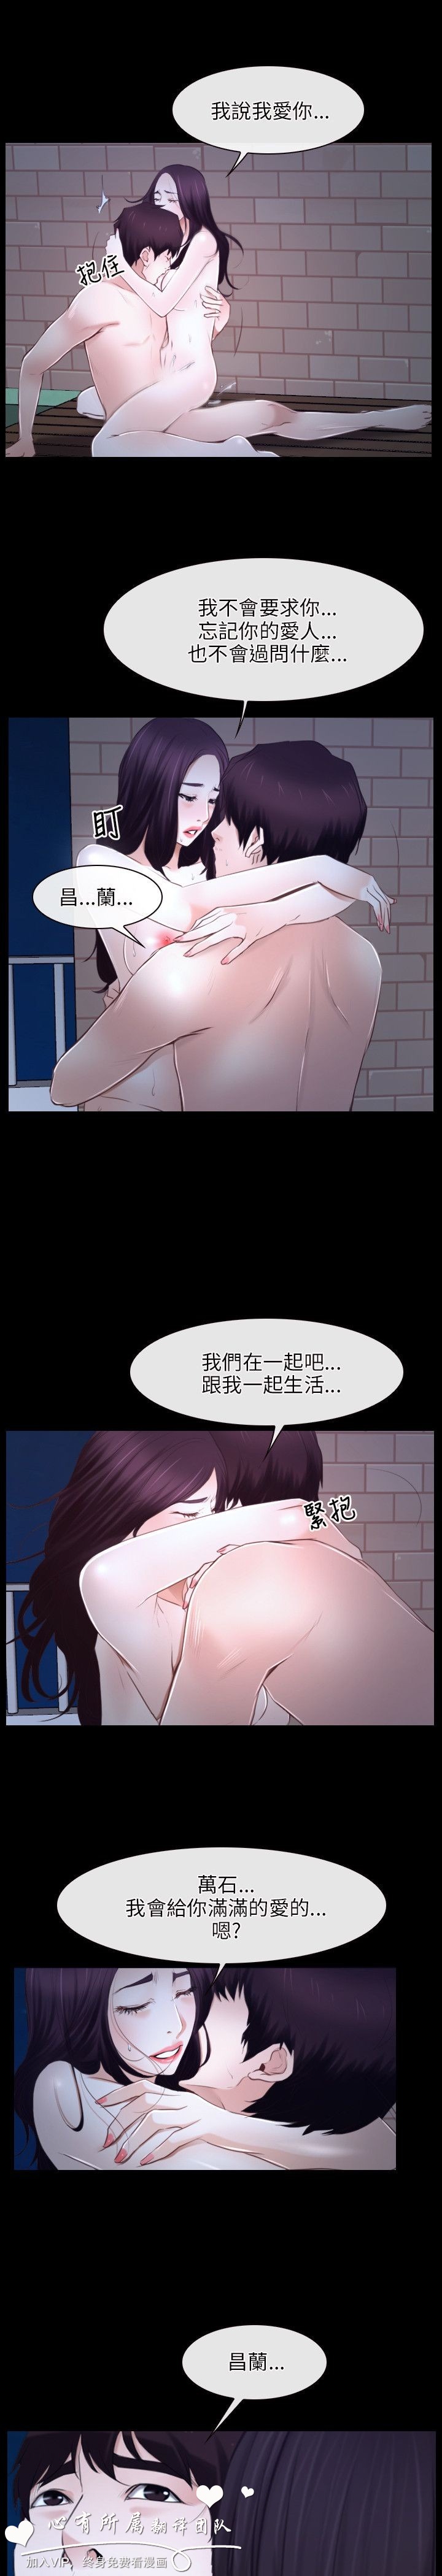 我說我愛你...
抱住
我不會要求你...
忘記你的愛人...
也不會過問什麼...
盯
昌...蘭...
我們在一起吧...
跟我一起生活...
緊抱
萬石...
我會給你滿滿的愛的...
嗯?
昌蘭...
心有所属翻译团队
加入VIP，终身免费看漫画